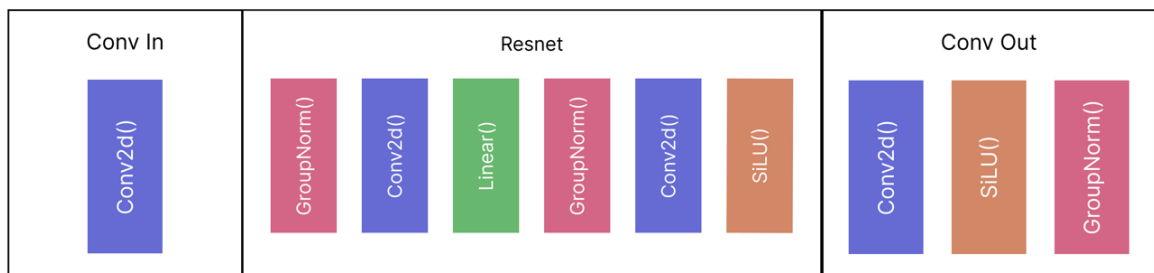 Conv In
Conv2d()
Resnet
GroupNorm()
Conv2d()
Linear()
GroupNorm()
Conv2d()
SiLU()
Conv Out
Conv2d()
SiLU()
GroupNorm()